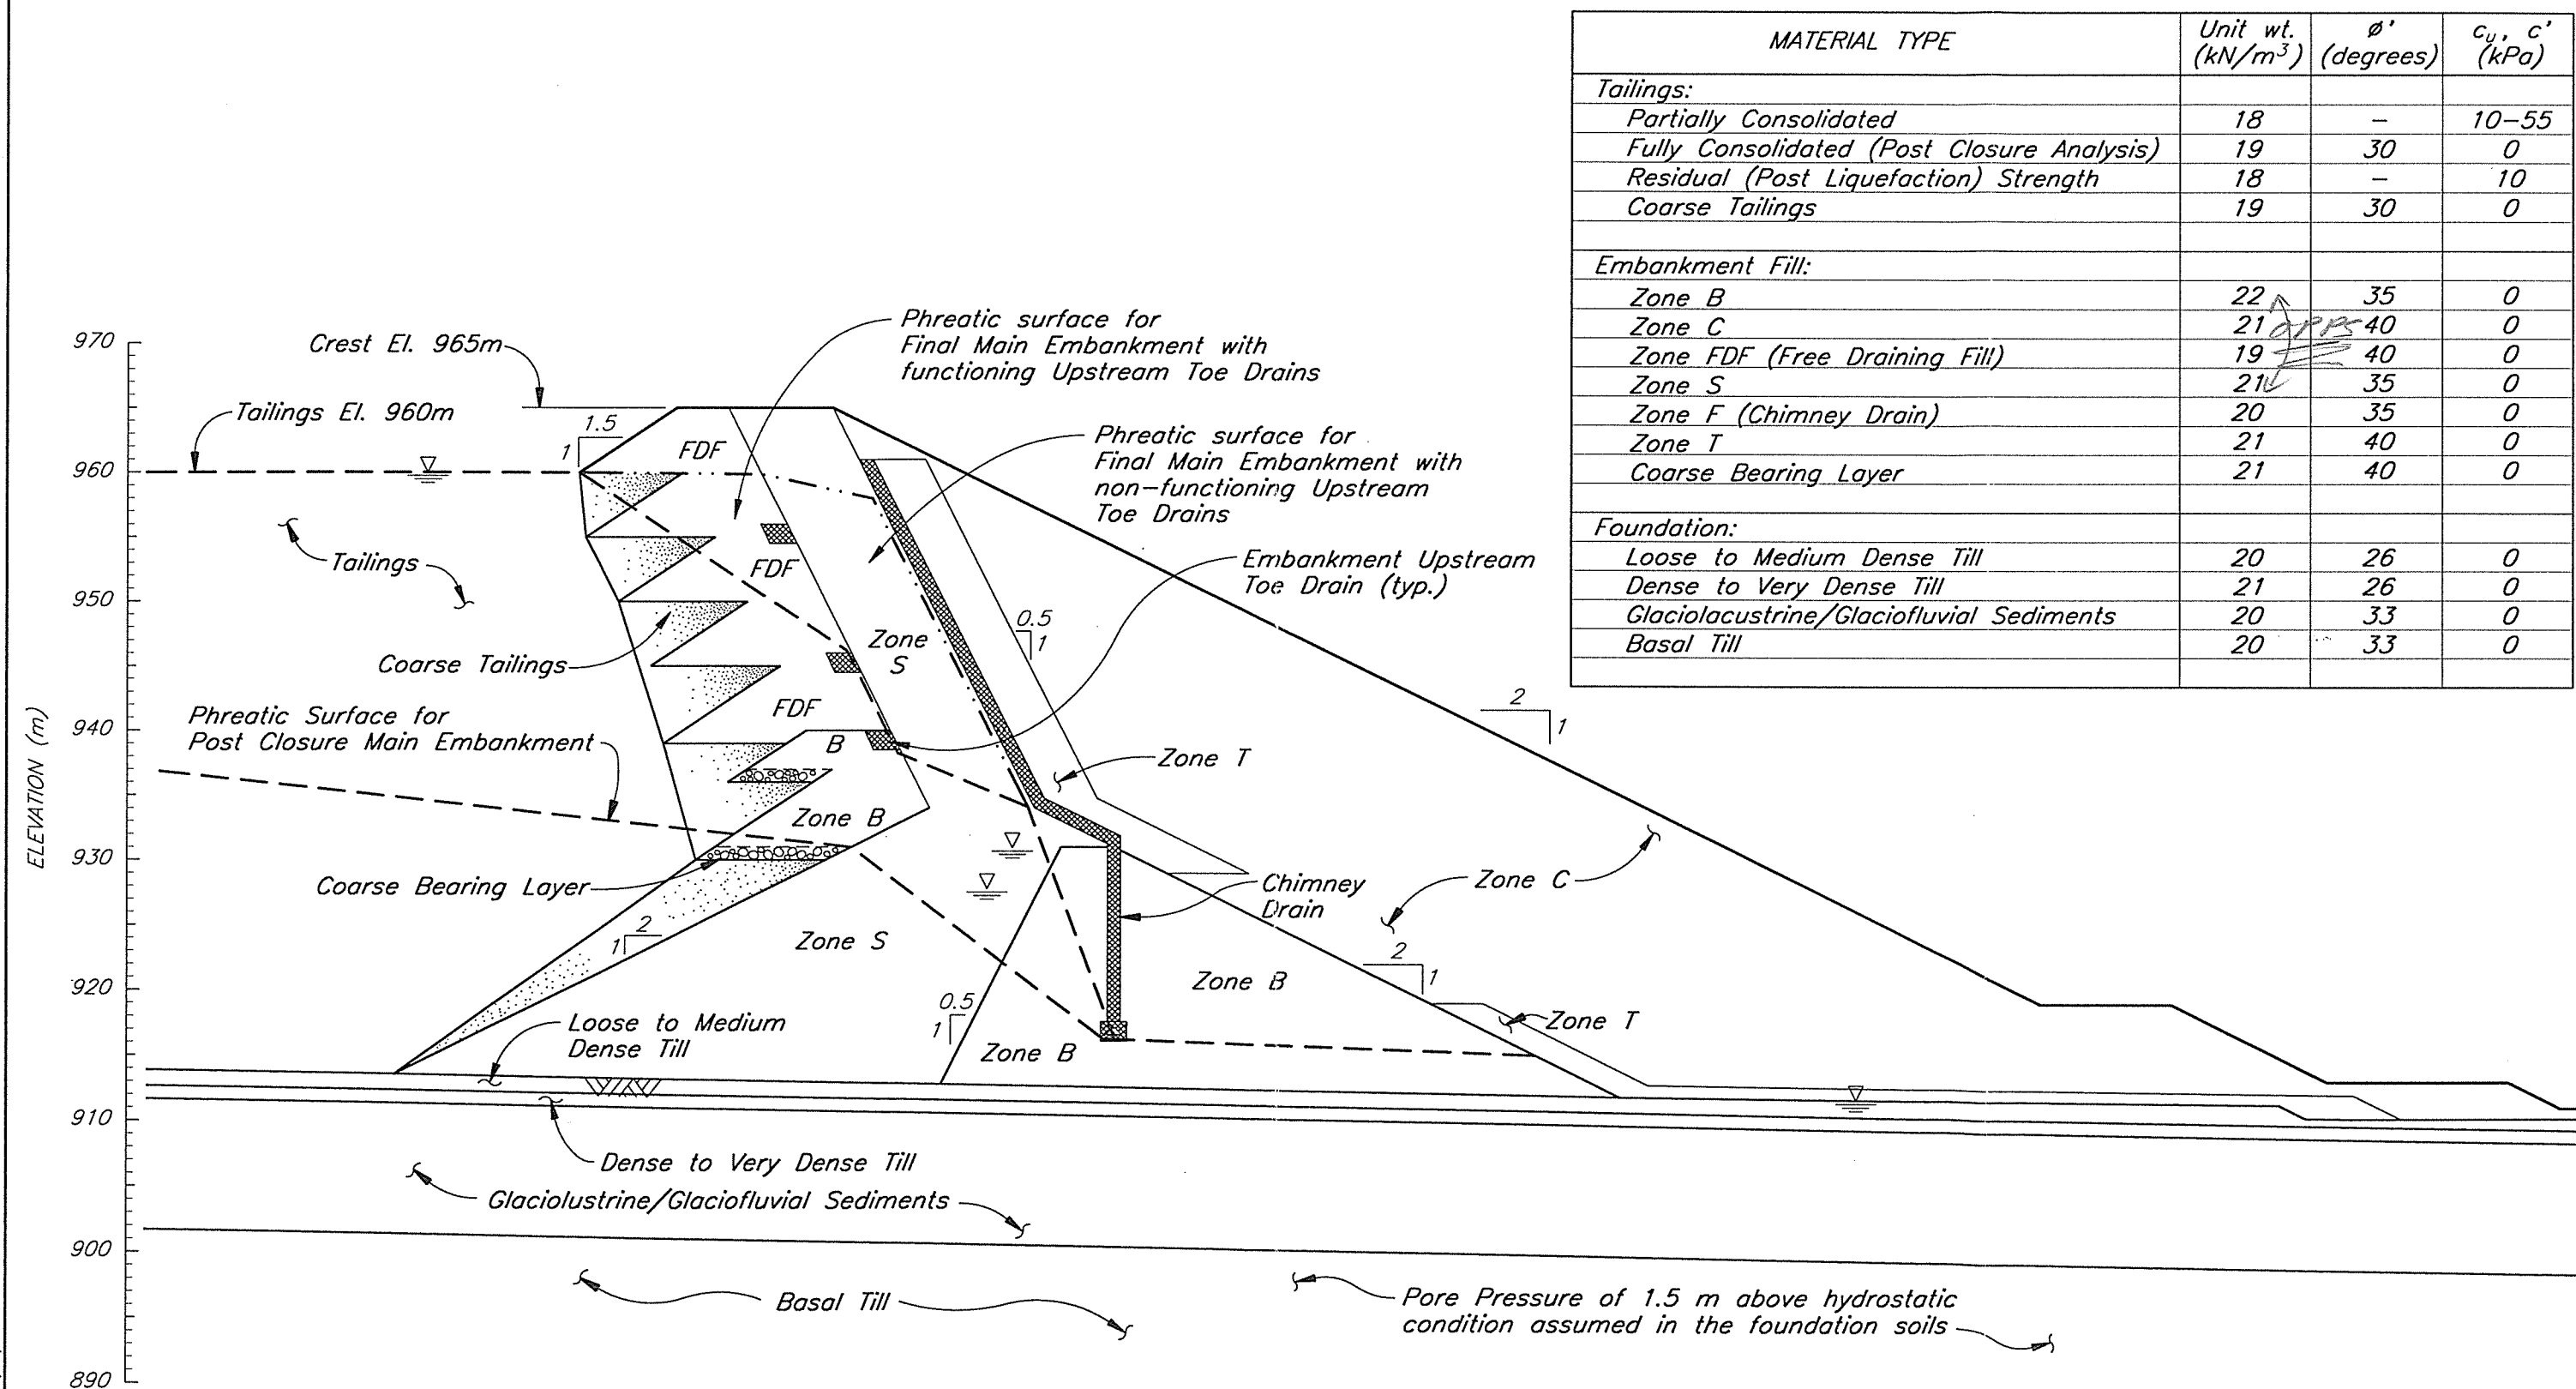 MATERIAL TYPE	Unit wt. (kN/m³)	ø' (degrees)	cu, c' (kPa)
Tailings:
Partially Consolidated	18	–	10-55
Fully Consolidated (Post Closure Analysis)	19	30	0
Residual (Post Liquefaction) Strength	18	–	10
Coarse Tailings	19	30	0
Embankment Fill:
Zone B	22	35	0
Zone C	21	40	0
Zone FDF (Free Draining Fill)	19	40	0
Zone S	21	35	0
Zone F (Chimney Drain)	20	35	0
Zone T	21	40	0
Coarse Bearing Layer	21	40	0
Foundation:
Loose to Medium Dense Till	20	26	0
Dense to Very Dense Till	21	26	0
Glaciolacustrine/Glaciofluvial Sediments	20	33	0
Basal Till	20	33	0
ELEVATION (m)
970
960
950
940
930
920
910
900
890
Crest El. 965m
Tailings El. 960m
1.5
1
FDF
Phreatic surface for
Final Main Embankment with
functioning Upstream Toe Drains
Phreatic surface for
Final Main Embankment with
non-functioning Upstream
Toe Drains
Embankment Upstream
Toe Drain (typ.)
Tailings
FDF
0.5
1
Zone
S
Coarse Tailings
FDF
2
1
Phreatic Surface for
Post Closure Main Embankment
B
Zone T
Zone B
Coarse Bearing Layer
Chimney
Drain
Zone C
2
1
Zone S
2
1
Zone B
0.5
1
Loose to Medium
Dense Till
Zone T
Zone B
Dense to Very Dense Till
Glaciolustrine/Glaciofluvial Sediments
Basal Till
Pore Pressure of 1.5 m above hydrostatic
condition assumed in the foundation soils